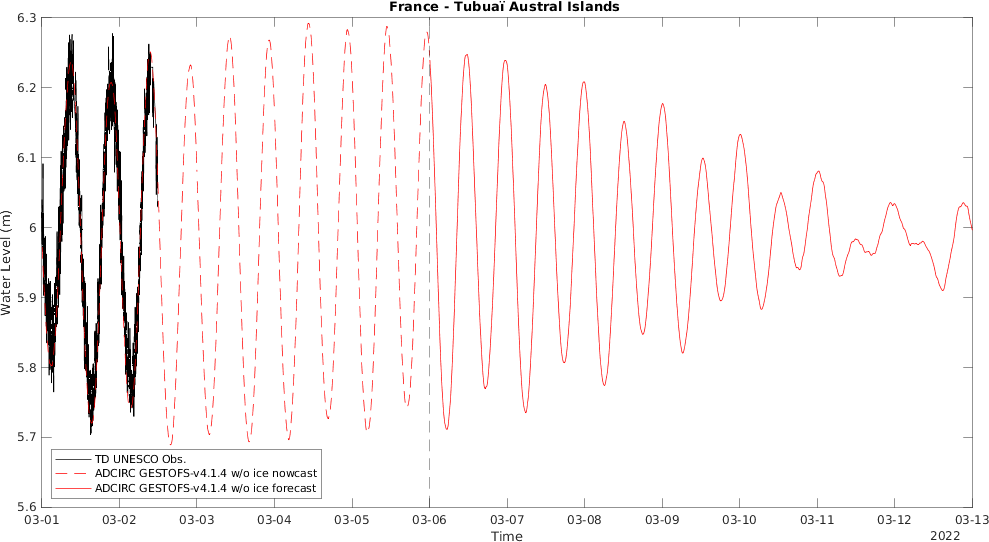 France - Tubuaï Austral Islands
6.3
6.2
6.1
6
5.9
5.8
5.7
5.6
Water Level (m)
TD UNESCO Obs.
ADCIRC GESTOFS-v4.1.4 w/o ice nowcast
ADCIRC GESTOFS-v4.1.4 w/o ice forecast
03-01 03-02 03-03 03-04 03-05 03-06 03-07 03-08 03-09 03-10 03-11 03-12 03-13
Time
2022